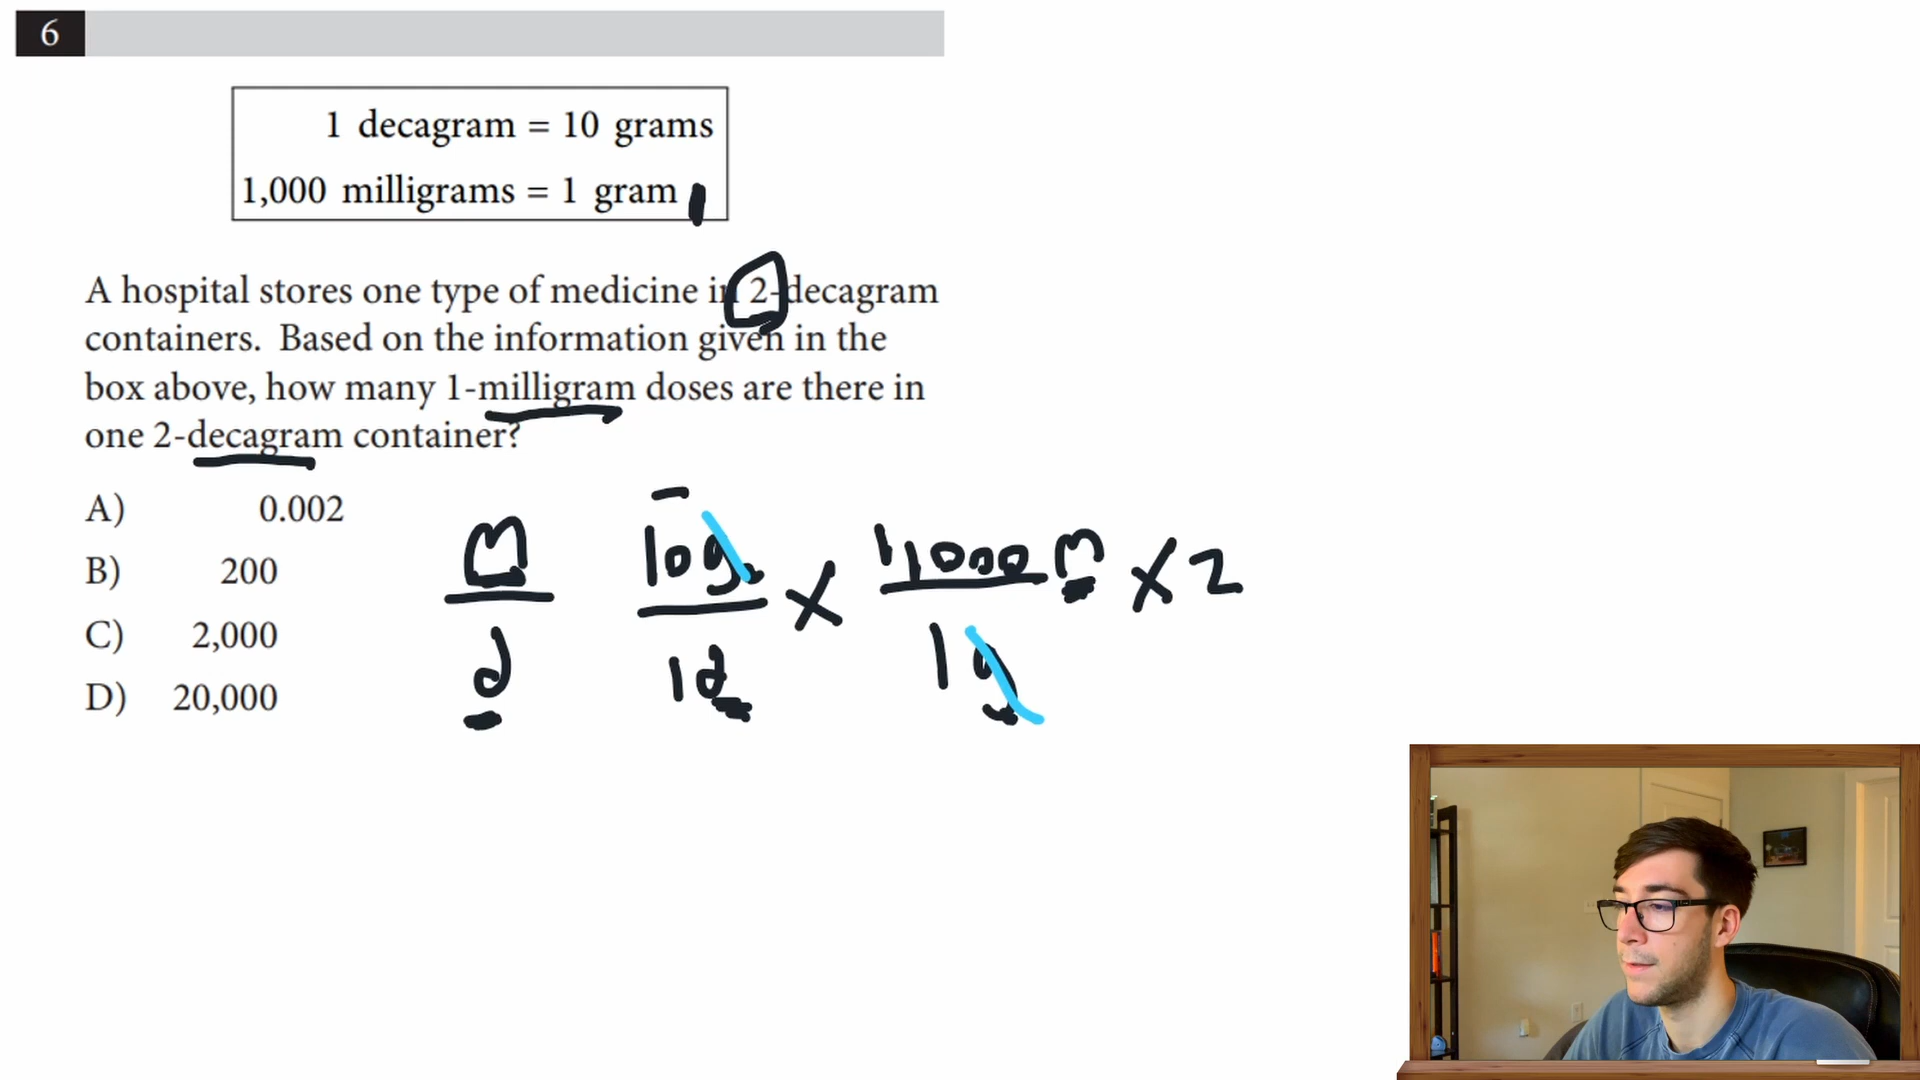 6
1 decagram = 10 grams
1,000 milligrams = 1 gram
A hospital stores one type of medicine in 2-decagram
containers. Based on the information given in the
box above, how many 1-milligram doses are there in
one 2-decagram container?
A) 0.002
B) 200
C) 2,000
D) 20,000
m/d 10g/1d × 1,000m/1g × 2